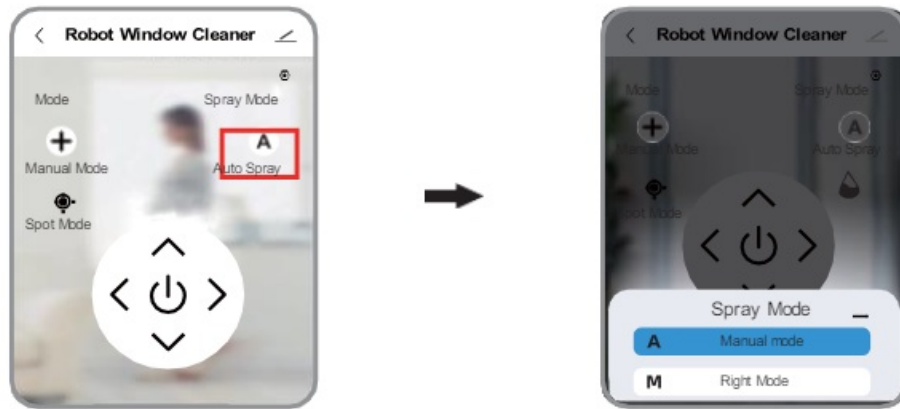 Robot Window Cleaner
Mode
Spray Mode
A
Manual Mode
Auto Spray
Spot Mode
Robot Window Cleaner
Mode
Spray Mode
A
Manual Mode
Auto Spray
Spot Mode
Spray Mode
A Manual mode
M Right Mode